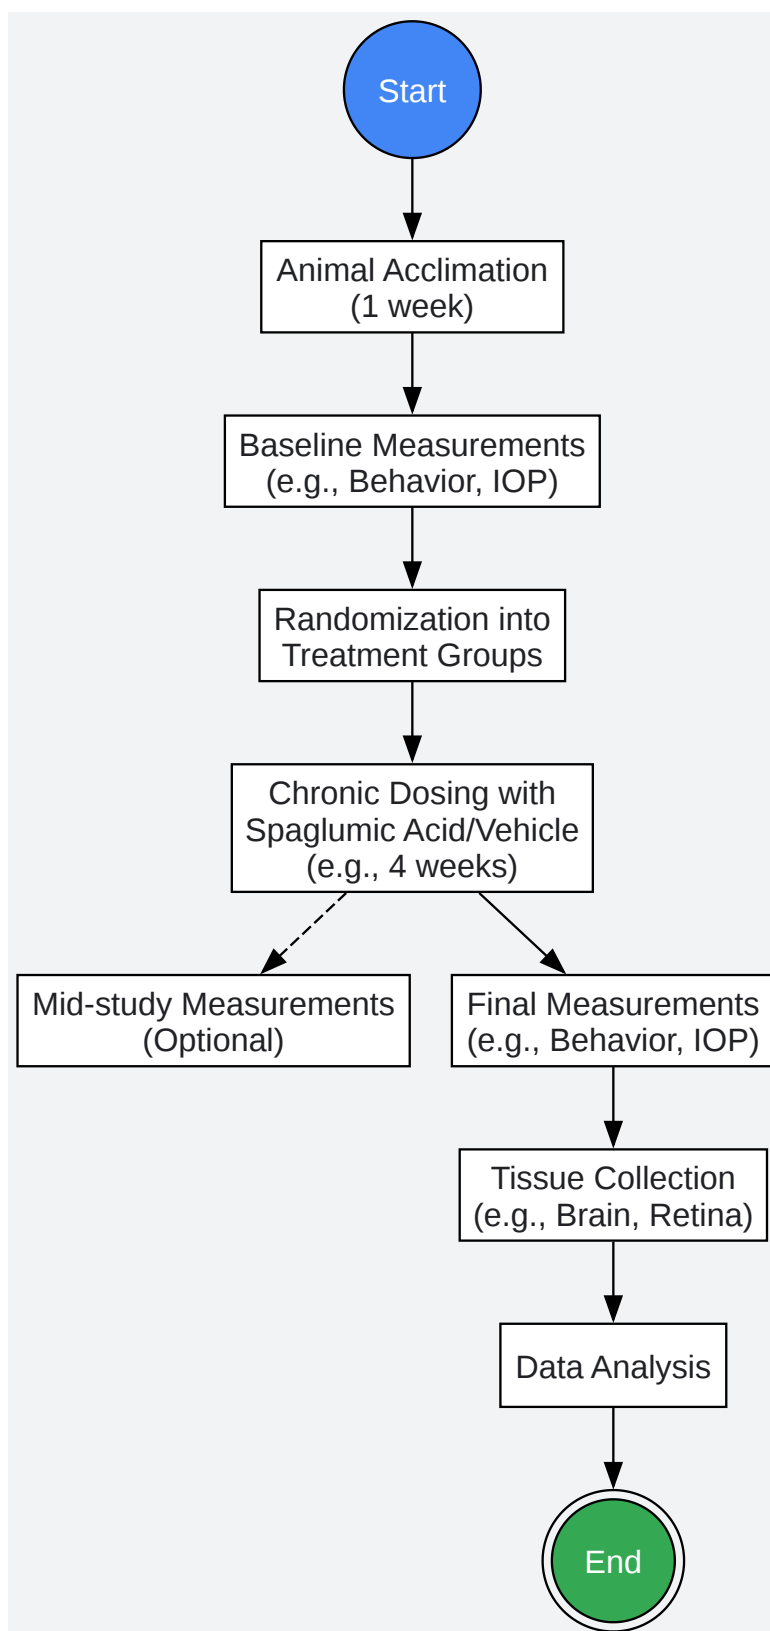 Start
Animal Acclimation
(1 week)
Baseline Measurements
(e.g., Behavior, IOP)
Randomization into
Treatment Groups
Chronic Dosing with
Spaglumic Acid/Vehicle
(e.g., 4 weeks)
Mid-study Measurements
(Optional)
Final Measurements
(e.g., Behavior, IOP)
Tissue Collection
(e.g., Brain, Retina)
Data Analysis
End